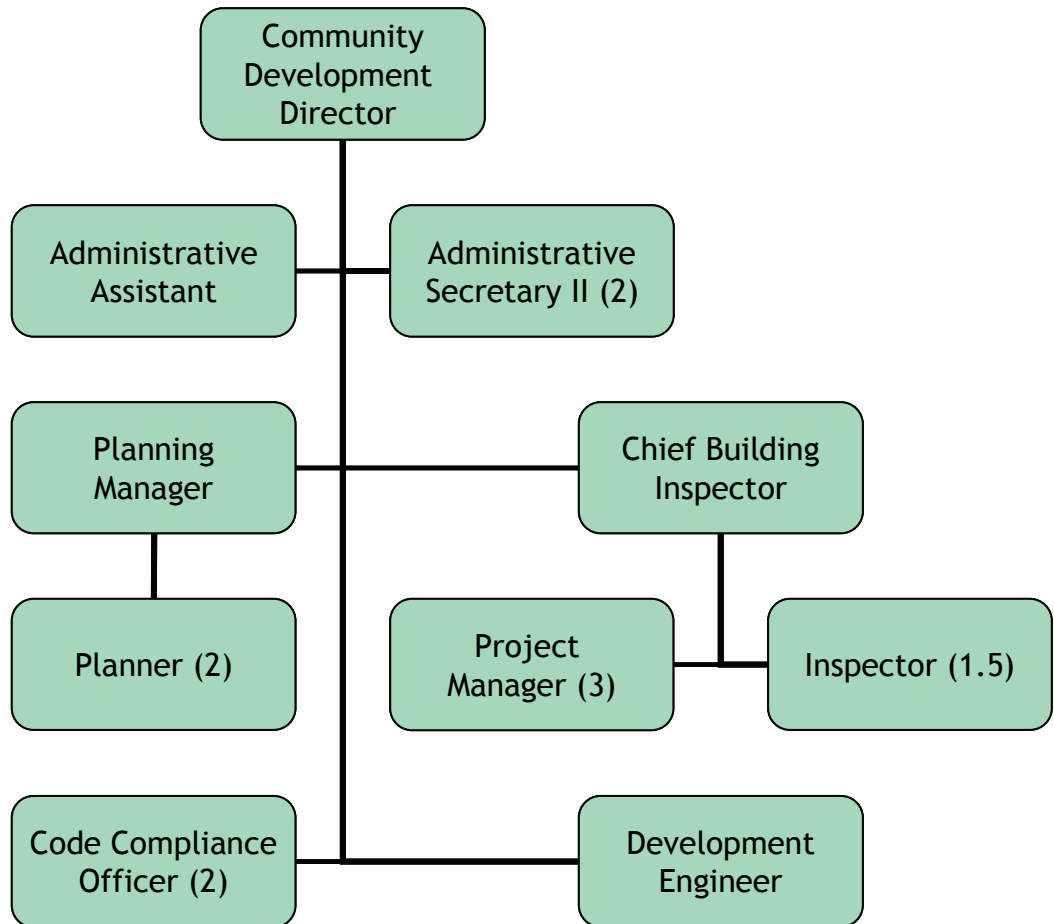 Community
Development
Director
Administrative
Assistant
Administrative
Secretary II (2)
Planning
Manager
Chief Building
Inspector
Planner (2)
Project
Manager (3)
Inspector (1.5)
Code Compliance
Officer (2)
Development
Engineer